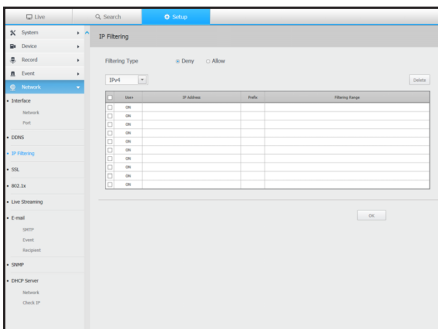 Live Search Setup
System
Device
Record
Event
Network
Interface
Network
Port
DDNS
IP Filtering
SSL
802.1x
Live Streaming
E-mail
SMTP
Event
Recipient
SNMP
DHCP Server
Network
Check IP
IP Filtering
Filtering Type Deny Allow
IPv4 Delete
Users IP Address Prefix Filtering Range
ON
ON
ON
ON
ON
ON
ON
ON
ON
ON
OK